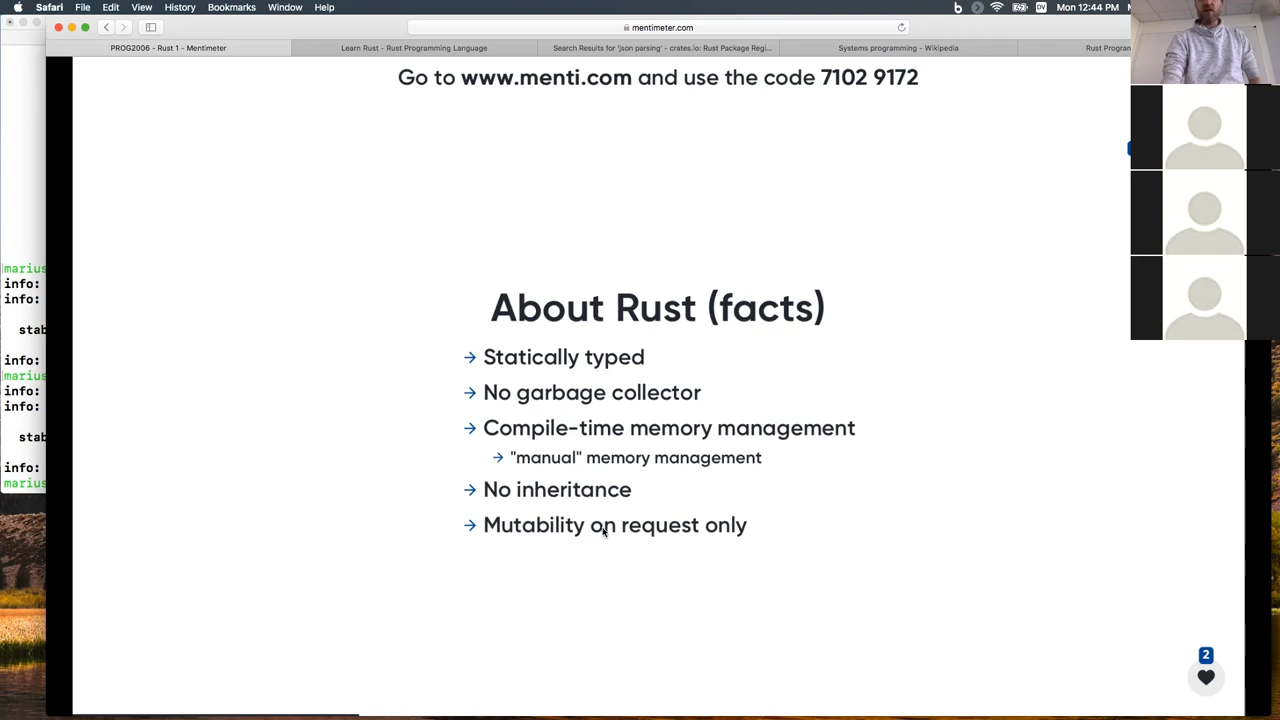 Safari File Edit View History Bookmarks Window Help
DV Mon 12:44 PM
mentimeter.com
PROG2006 - Rust 1 - Mentimeter
Learn Rust - Rust Programming Language
Search Results for 'json parsing' - crates.io: Rust Package Regi...
Systems programming - Wikipedia
Rust Program
Go to www.menti.com and use the code 7102 9172
About Rust (facts)
→ Statically typed
→ No garbage collector
→ Compile-time memory management
→ "manual" memory management
→ No inheritance
→ Mutability on request only
marius
info:
info:
stab
info:
marius
info:
info:
stab
info:
marius
2